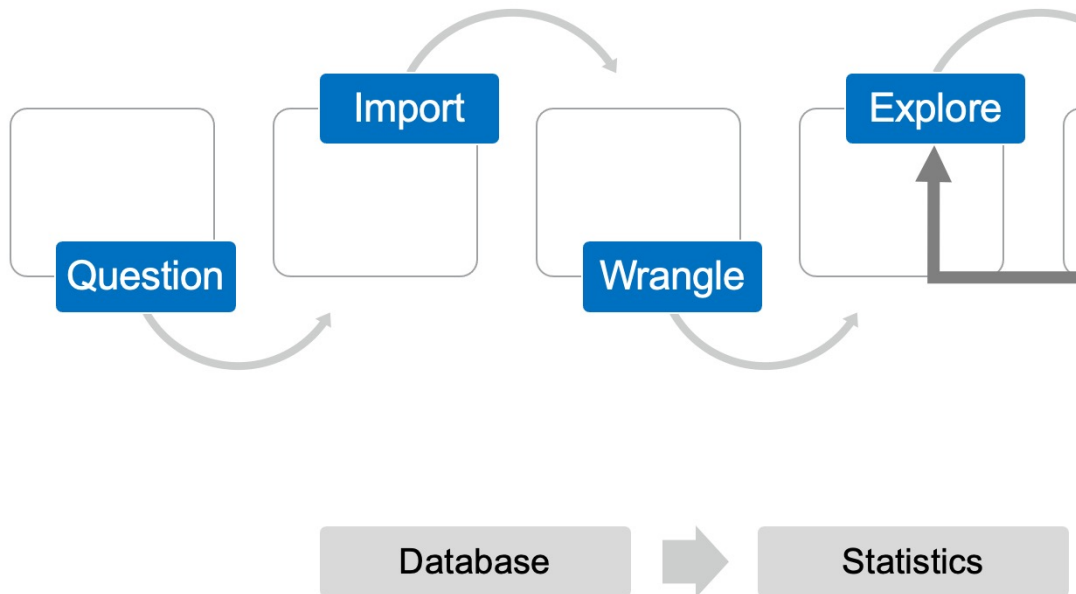 Import
Explore
Question
Wrangle
Database
Statistics